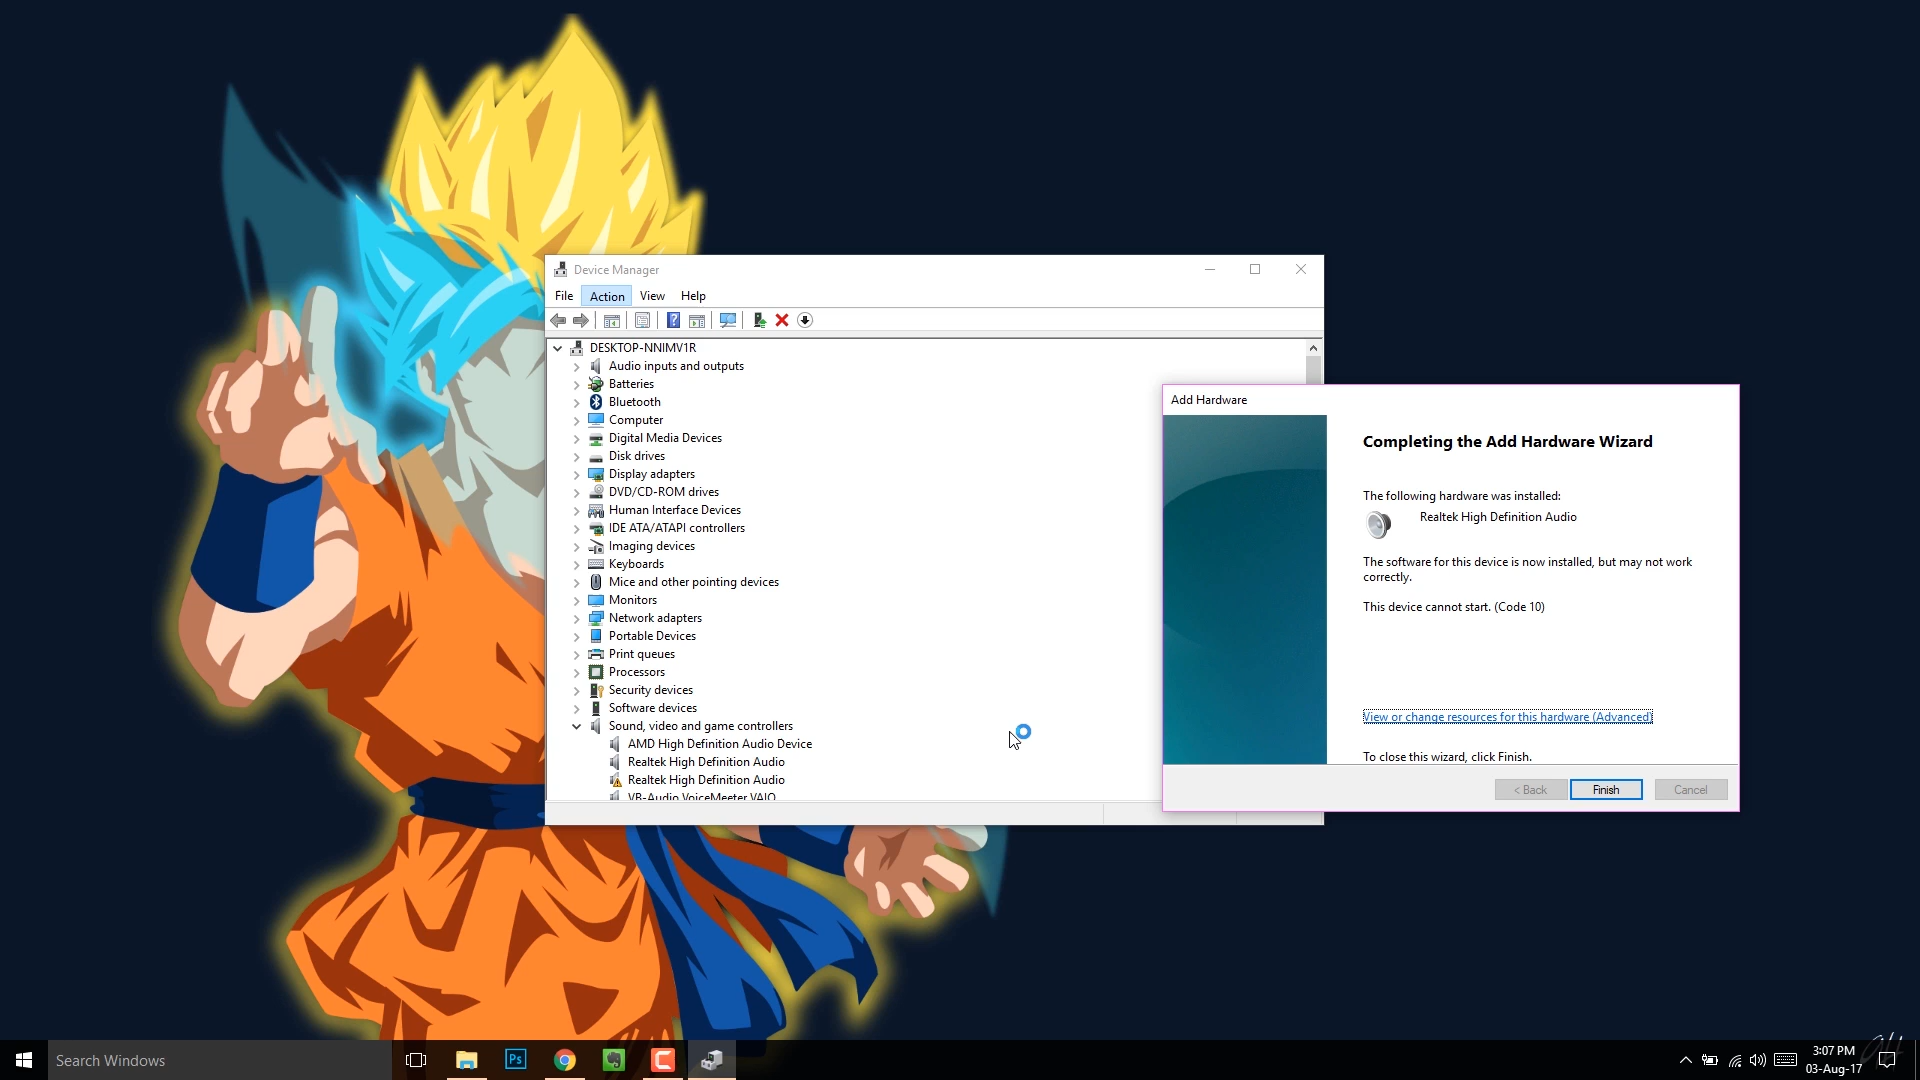 Device Manager
File Action View Help
DESKTOP-NNIMV1R
Audio inputs and outputs
Batteries
Bluetooth
Computer
Digital Media Devices
Disk drives
Display adapters
DVD/CD-ROM drives
Human Interface Devices
IDE ATA/ATAPI controllers
Imaging devices
Keyboards
Mice and other pointing devices
Monitors
Network adapters
Portable Devices
Print queues
Processors
Security devices
Software devices
Sound, video and game controllers
AMD High Definition Audio Device
Realtek High Definition Audio
Realtek High Definition Audio
VB-Audio VoiceMeeter VAIO
Add Hardware
Completing the Add Hardware Wizard
The following hardware was installed:
Realtek High Definition Audio
The software for this device is now installed, but may not work
correctly.
This device cannot start. (Code 10)
View or change resources for this hardware (Advanced)
To close this wizard, click Finish.
< Back Finish Cancel
Search Windows
Ps
3:07 PM
03-Aug-17